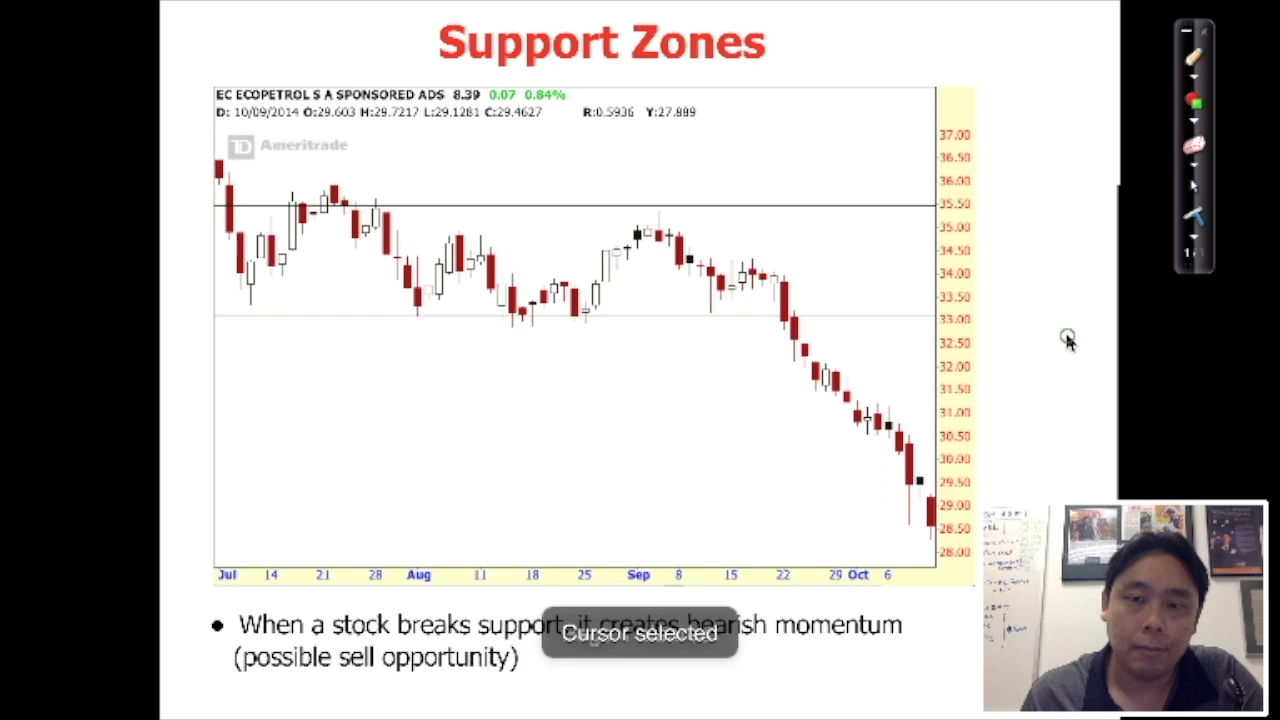 Support Zones
EC ECOPETROL S A SPONSORED ADS 8.39 0.07 0.84%
D: 10/09/2014 O:29.603 H:29.7217 L:29.1281 C:29.4627 R:0.5936 Y:27.889
TD Ameritrade
37.00
36.50
36.00
35.50
35.00
34.50
34.00
33.50
33.00
32.50
32.00
31.50
31.00
30.50
30.00
29.50
29.00
28.50
28.00
Jul 14 21 28 Aug 11 18 25 Sep 8 15 22 29 Oct 6
• When a stock breaks support, it creates bearish momentum
(possible sell opportunity)
Cursor selected